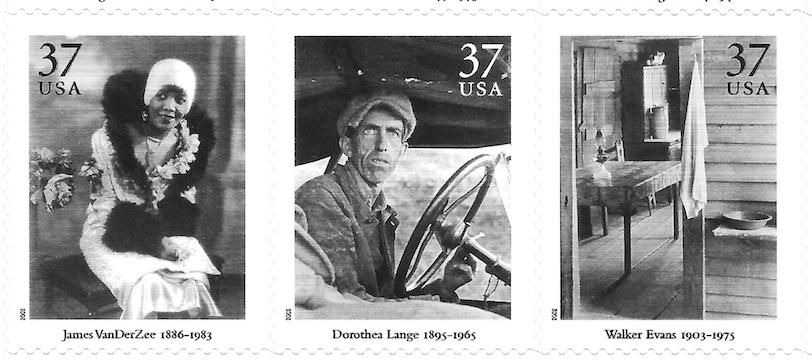 37
USA
2002
James VanDerZee 1886–1983
37
USA
2002
Dorothea Lange 1895–1965
37
USA
2002
Walker Evans 1903–1975